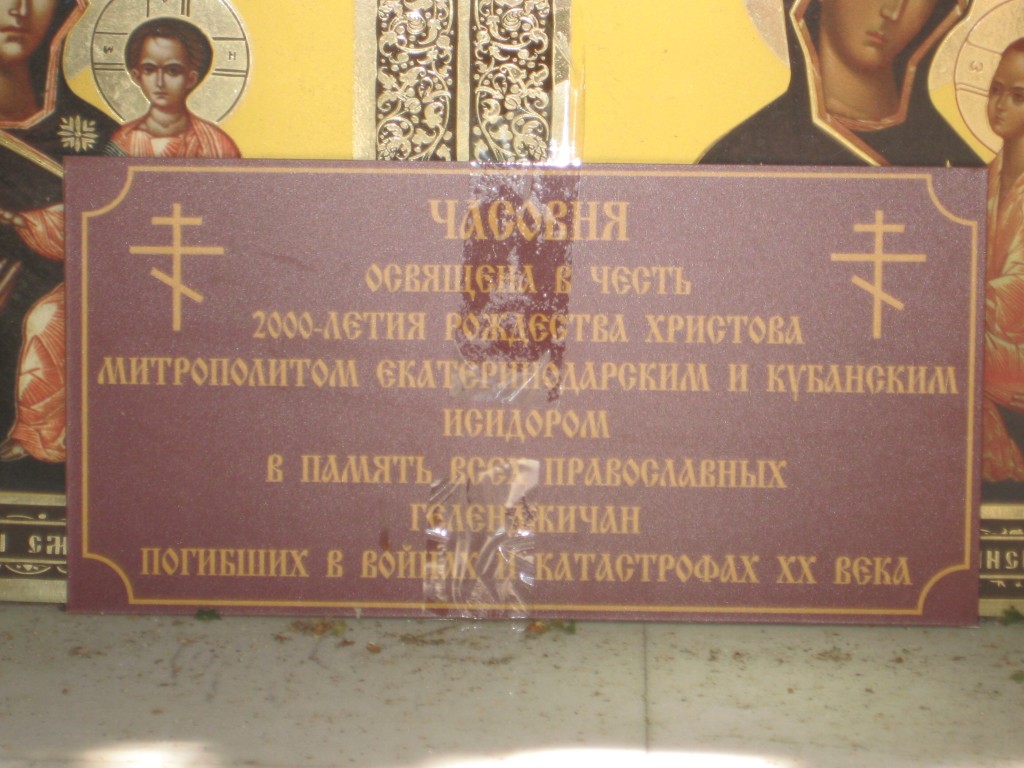 ЧАСОВНЯ
ОСВЯЩЕНА В ЧЕСТЬ
2000-ЛЕТИЯ РОЖДЕСТВА ХРИСТОВА
МИТРОПОЛИТОМ ЕКАТЕРИНОДАРСКИМ И КУБАНСКИМ
ИСИДОРОМ
В ПАМЯТЬ ВСЕХ ПРАВОСЛАВНЫХ
ГЕЛЕНДЖИЧАН
ПОГИБШИХ В ВОЙНАХ И КАТАСТРОФАХ XX ВЕКА